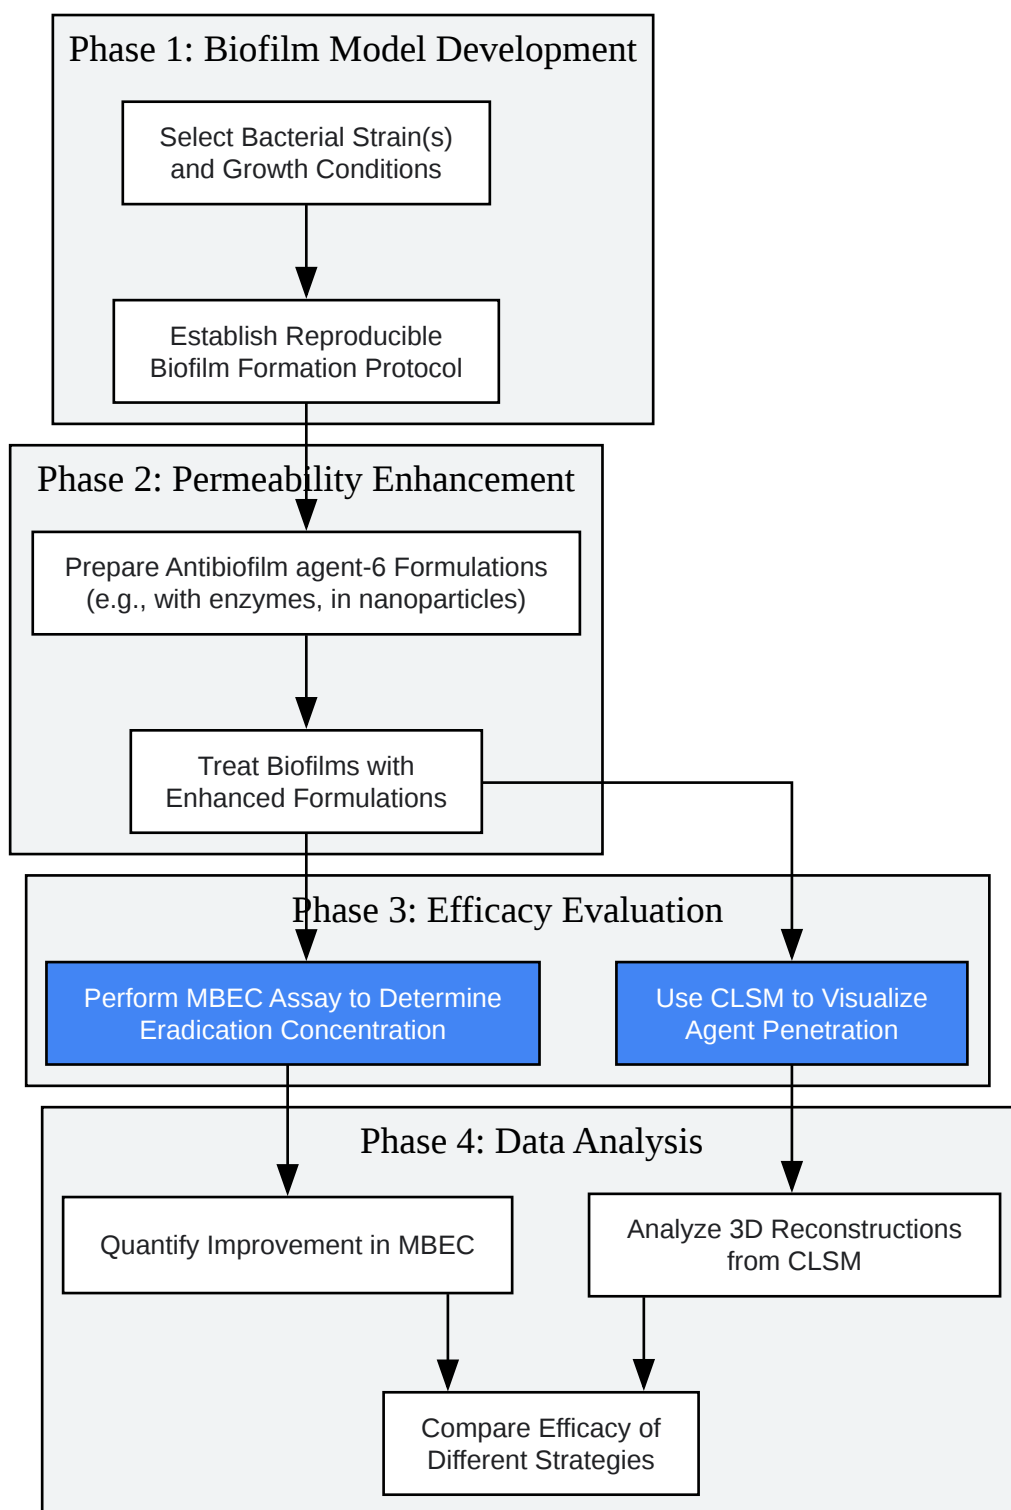 Phase 1: Biofilm Model Development
Select Bacterial Strain(s)
and Growth Conditions
Establish Reproducible
Biofilm Formation Protocol
Phase 2: Permeability Enhancement
Prepare Antibiofilm agent-6 Formulations
(e.g., with enzymes, in nanoparticles)
Treat Biofilms with
Enhanced Formulations
Phase 3: Efficacy Evaluation
Perform MBEC Assay to Determine
Eradication Concentration
Use CLSM to Visualize
Agent Penetration
Phase 4: Data Analysis
Quantify Improvement in MBEC
Analyze 3D Reconstructions
from CLSM
Compare Efficacy of
Different Strategies